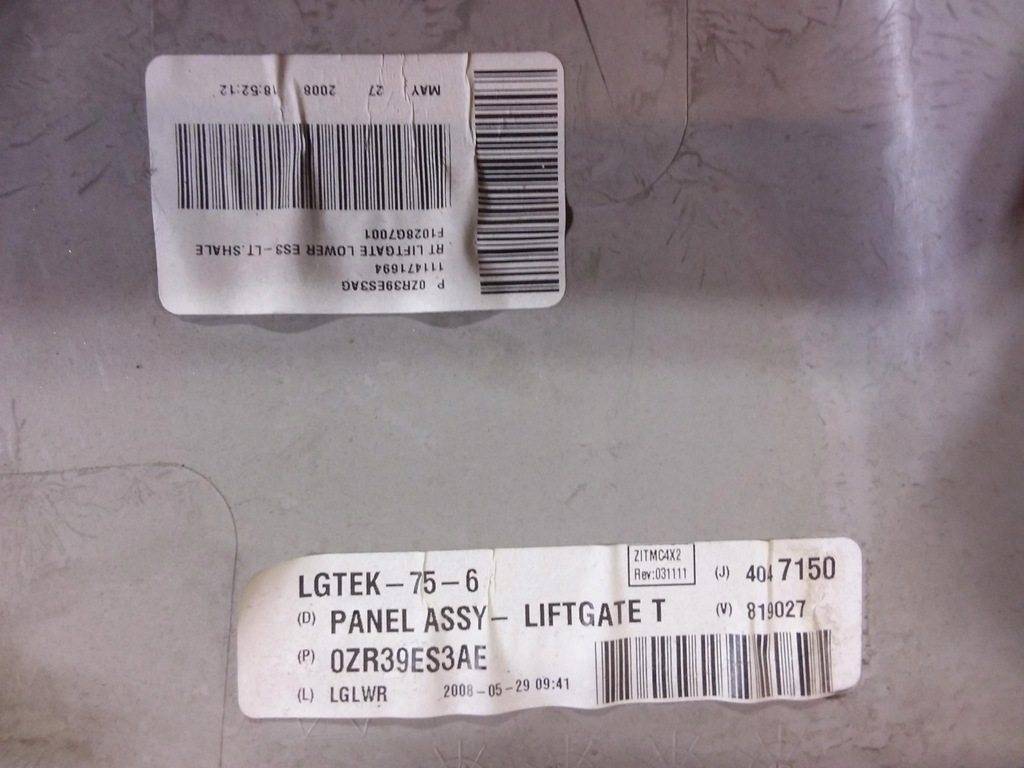 P 0ZR39ES3AG
111471694
RT LIFTGATE LOWER ES3-LT.SHALE
F1028G7001
MAY 27 2008 18:52:12
LGTEK-75-6
ZITMC4X2
Rev:031111
(J) 4047150
(D) PANEL ASSY- LIFTGATE T
(V) 819027
(P) 0ZR39ES3AE
(L) LGLWR 2008-05-29 09:41